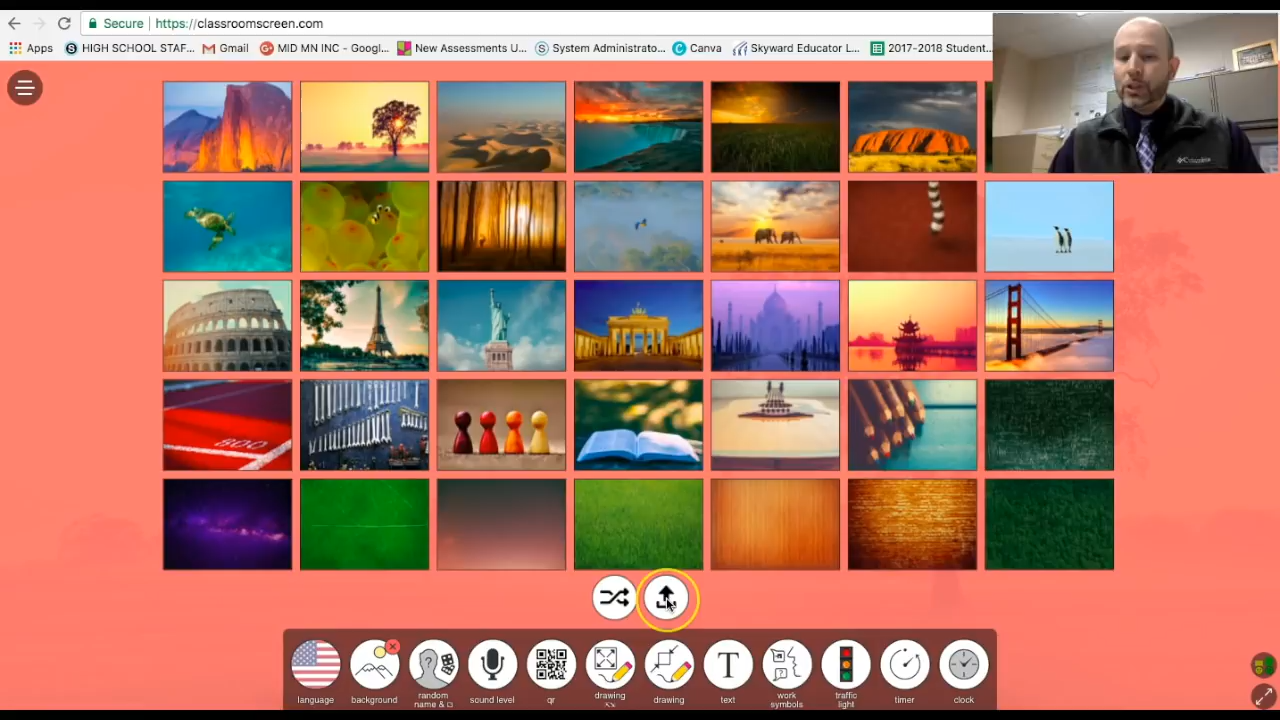 Secure https://classroomscreen.com
Apps HIGH SCHOOL STAF... Gmail MID MN INC - Googl... New Assessments U... System Administrato... Canva Skyward Educator L... 2017-2018 Student...
Columbia
800
language background random name & sound level qr drawing drawing text work symbols traffic light timer clock